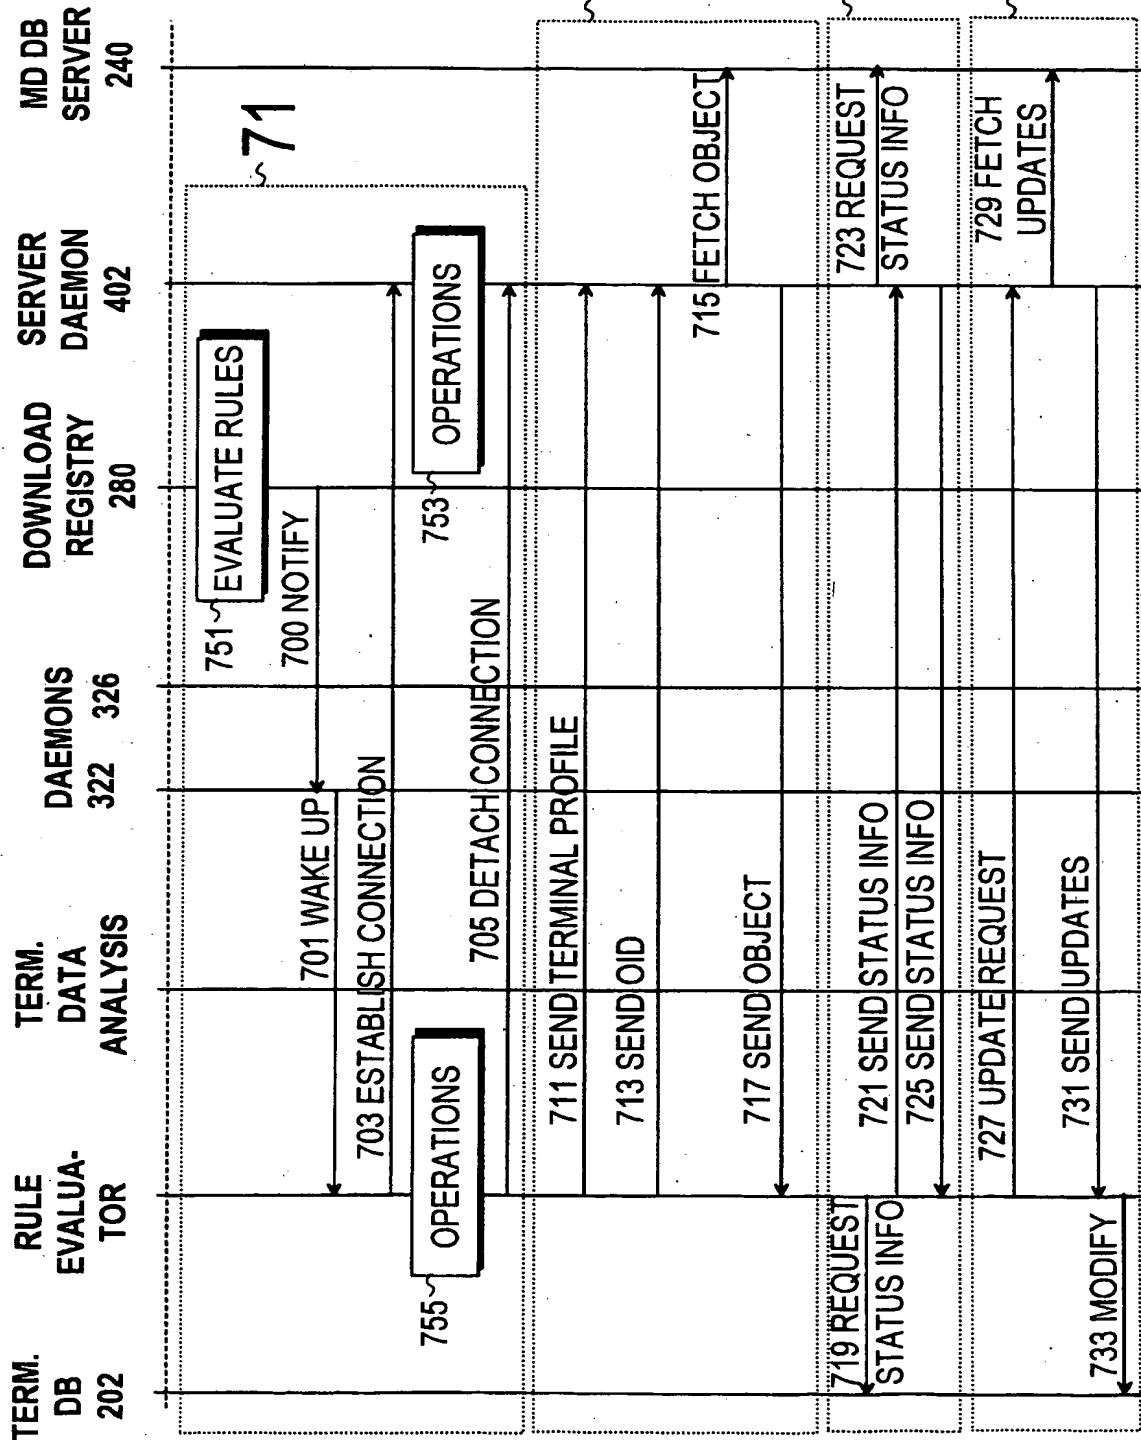 TERM.
DB
202
RULE
EVALUA-
TOR
TERM.
DATA
ANALYSIS
DAEMONS
322 326
DOWNLOAD
REGISTRY
280
SERVER
DAEMON
402
MD DB
SERVER
240
71
751
EVALUATE RULES
700 NOTIFY
701 WAKE UP
703 ESTABLISH CONNECTION
755
OPERATIONS
753
OPERATIONS
705 DETACH CONNECTION
711 SEND TERMINAL PROFILE
713 SEND OID
715 FETCH OBJECT
717 SEND OBJECT
719 REQUEST
STATUS INFO
721 SEND STATUS INFO
723 REQUEST
STATUS INFO
725 SEND STATUS INFO
727 UPDATE REQUEST
729 FETCH
UPDATES
731 SEND UPDATES
733 MODIFY